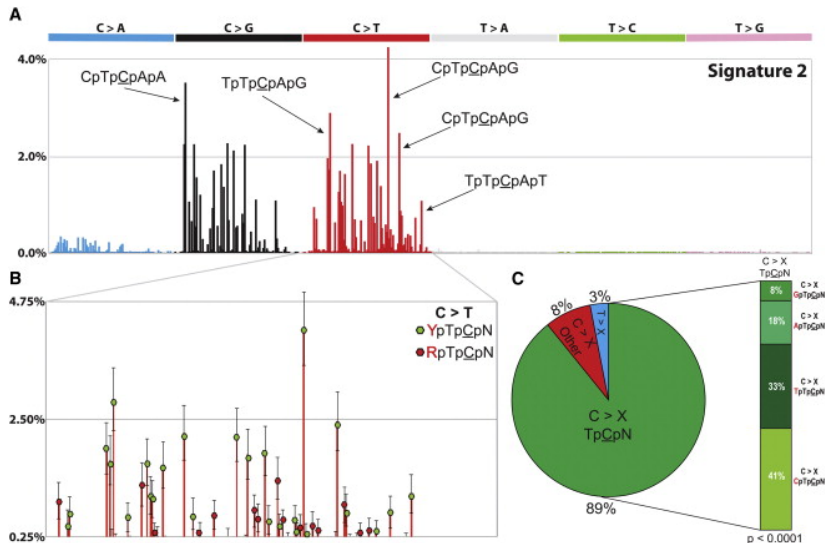 A
C > A
C > G
C > T
T > A
T > C
T > G
4.0%
2.0%
0.0%
Signature 2
CpTpCpApA
TpTpCpApG
CpTpCpApG
CpTpCpApG
TpTpCpApT
B
4.75%
2.50%
0.25%
C > T
YpTpCpN
RpTpCpN
C
8%
3%
C > X
Other
T > X
C > X
TpCpN
89%
C > X
TpCpN
8%
18%
33%
41%
C > X
GpTpCpN
C > X
ApTpCpN
C > X
TpTpCpN
C > X
CpTpCpN
p < 0.0001